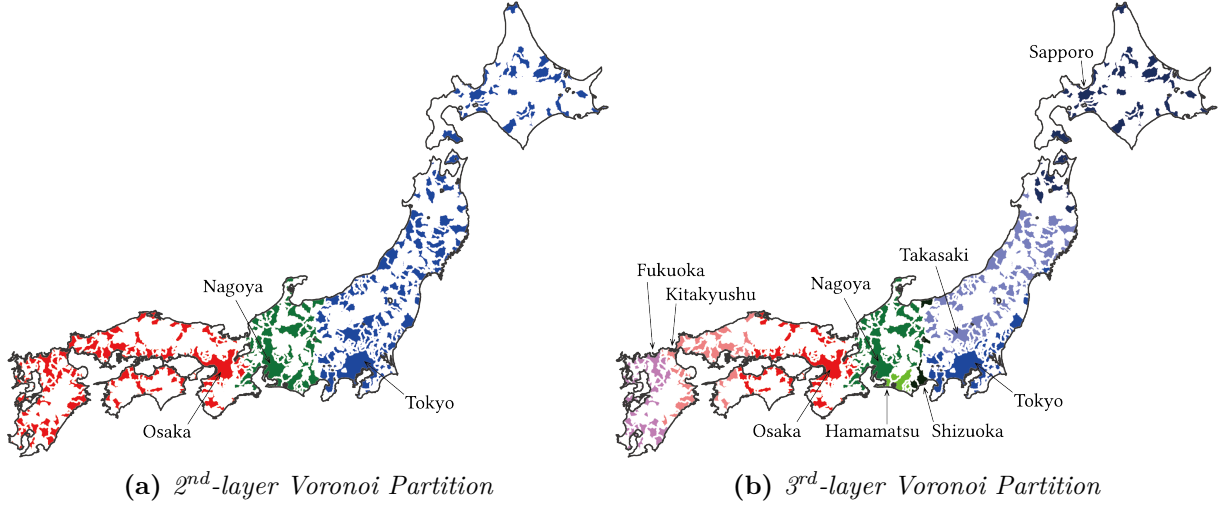 Nagoya
Osaka
Tokyo
(a) 2nd-layer Voronoi Partition
Sapporo
Takasaki
Fukuoka
Nagoya
Kitakyushu
Tokyo
Osaka
Hamamatsu
Shizuoka
(b) 3rd-layer Voronoi Partition